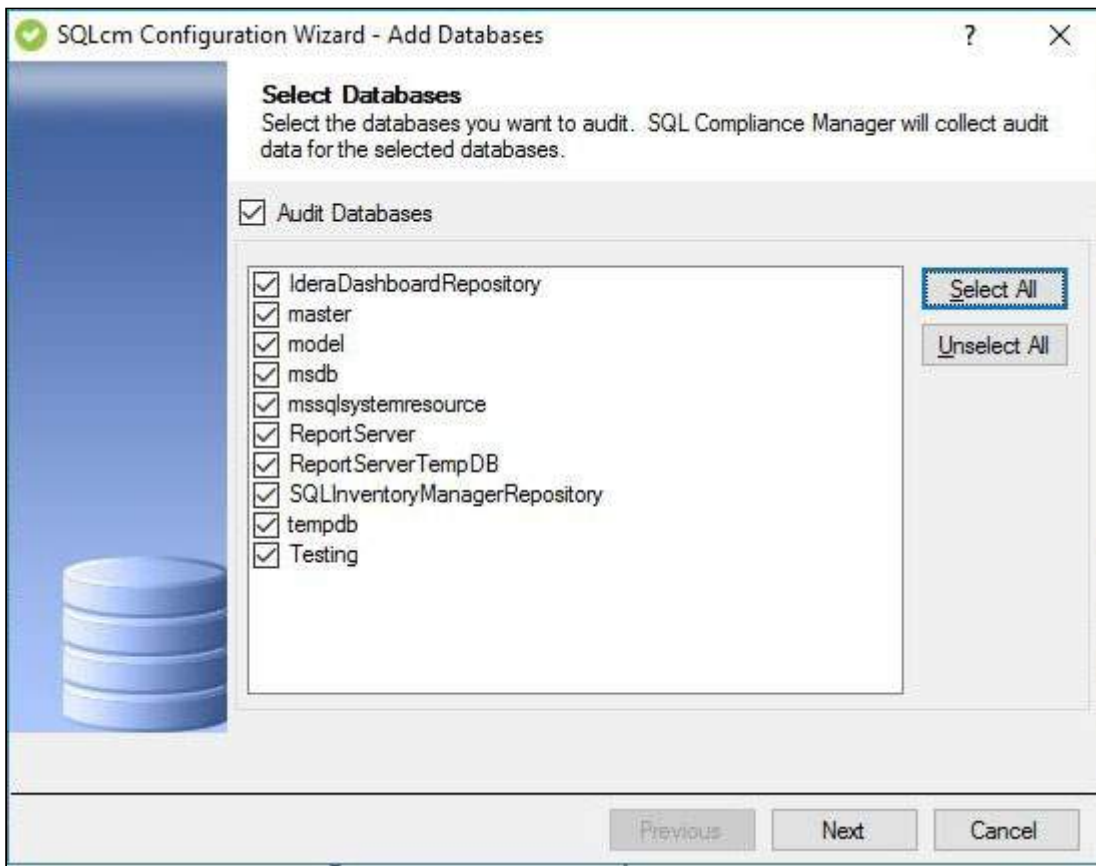 SQLcm Configuration Wizard - Add Databases
?
Select Databases
Select the databases you want to audit. SQL Compliance Manager will collect audit
data for the selected databases.
Audit Databases
IderaDashboardRepository
master
model
msdb
mssqlsystemresource
ReportServer
ReportServerTempDB
SQLInventoryManagerRepository
tempdb
Testing
Select All
Unselect All
Previous
Next
Cancel